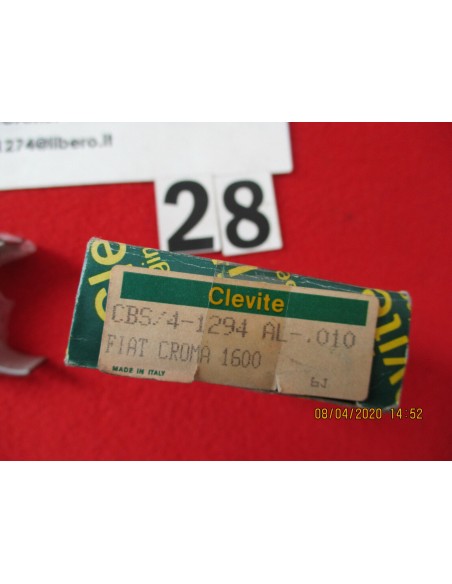 1274@libero.it
28
Clevite
CBS/4-1294 AL-.010
FIAT CROMA 1600
MADE IN ITALY
6J
08/04/2020 14:52